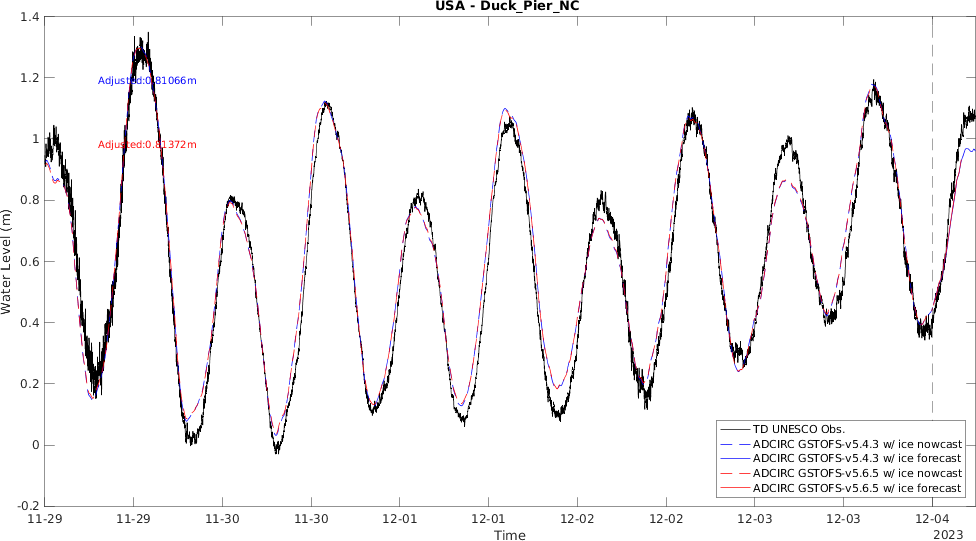 USA - Duck_Pier_NC
1.4
1.2
1
0.8
0.6
0.4
0.2
0
-0.2
Water Level (m)
Adjusted:0.81066m
Adjusted:0.81372m
TD UNESCO Obs.
ADCIRC GSTOFS-v5.4.3 w/ ice nowcast
ADCIRC GSTOFS-v5.4.3 w/ ice forecast
ADCIRC GSTOFS-v5.6.5 w/ ice nowcast
ADCIRC GSTOFS-v5.6.5 w/ ice forecast
11-29 11-29 11-30 11-30 12-01 12-01 12-02 12-02 12-03 12-03 12-04
2023
Time